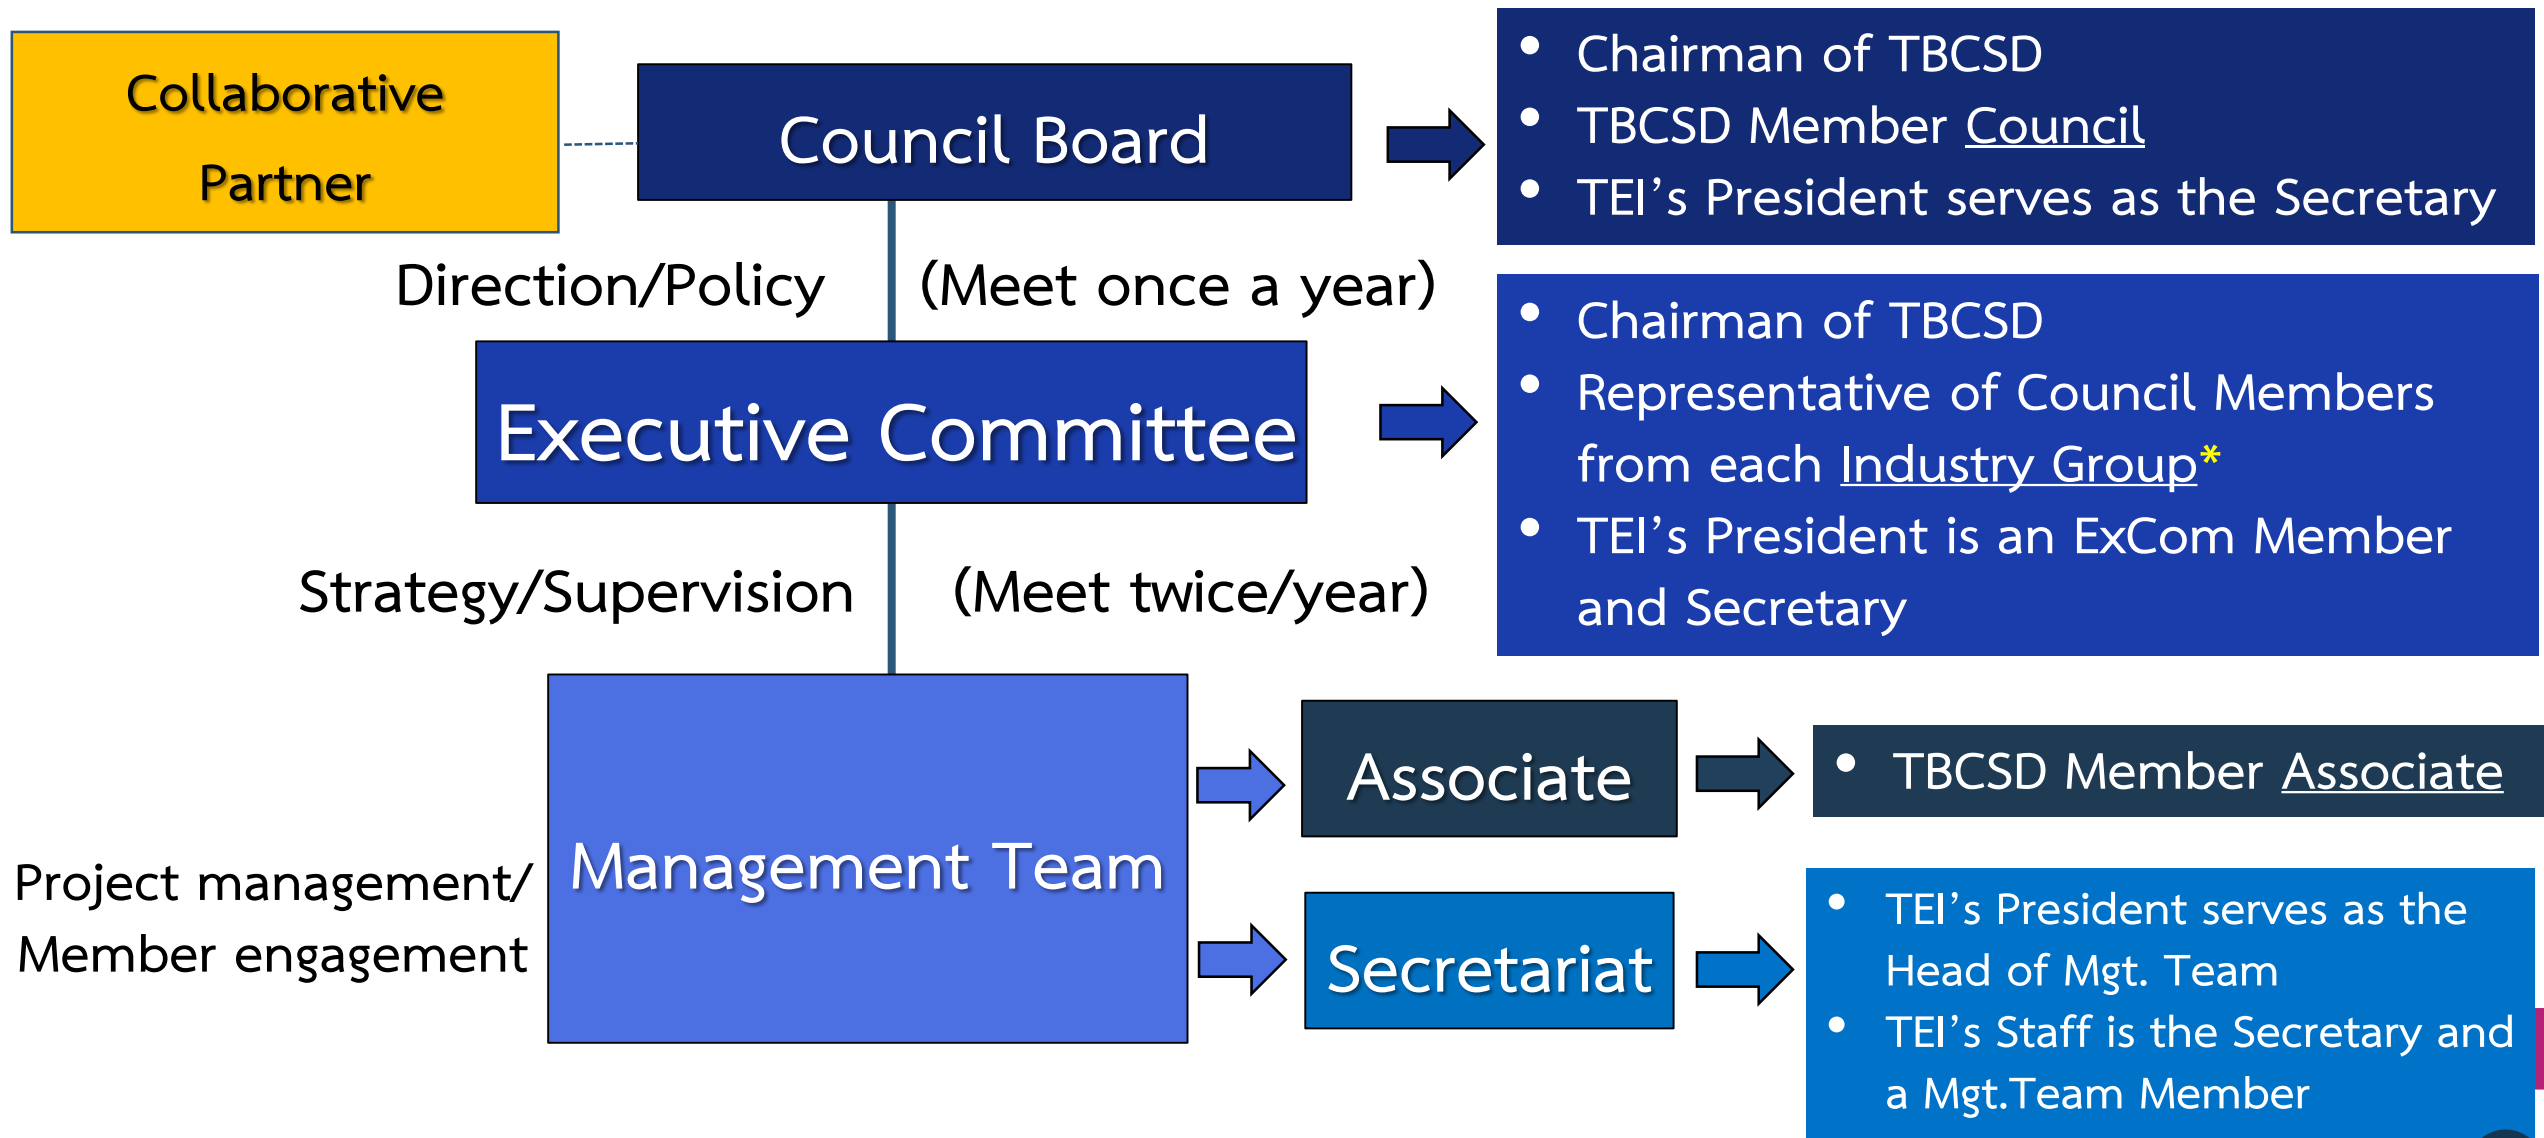 Collaborative
Partner
Council Board
• Chairman of TBCSD
• TBCSD Member Council
• TEI's President serves as the Secretary
Direction/Policy (Meet once a year)
Executive Committee
• Chairman of TBCSD
• Representative of Council Members
from each Industry Group*
• TEI's President is an ExCom Member
and Secretary
Strategy/Supervision (Meet twice/year)
Project management/
Member engagement
Management Team
Associate
• TBCSD Member Associate
Secretariat
• TEI's President serves as the
Head of Mgt. Team
• TEI's Staff is the Secretary and
a Mgt.Team Member